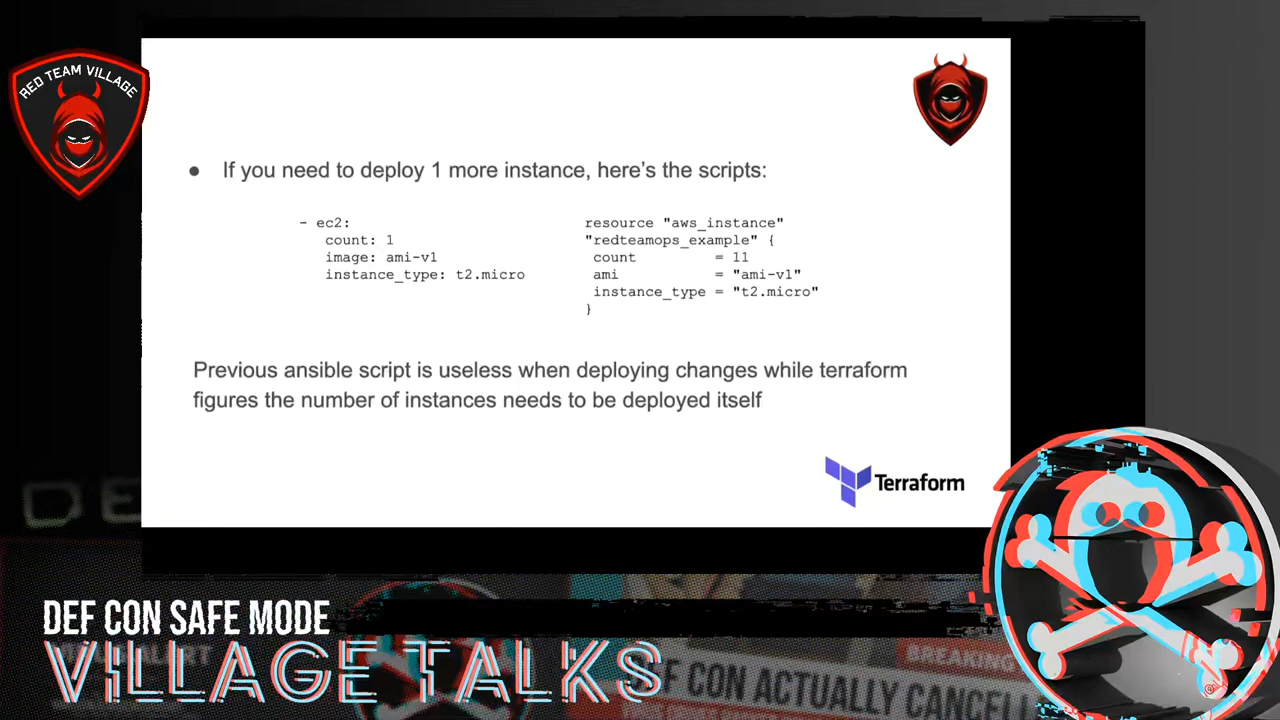 RED TEAM VILLAGE
● If you need to deploy 1 more instance, here's the scripts:
- ec2:
count: 1
image: ami-v1
instance_type: t2.micro
resource "aws_instance"
"redteamops_example" {
count = 11
ami = "ami-v1"
instance_type = "t2.micro"
}
Previous ansible script is useless when deploying changes while terraform
figures the number of instances needs to be deployed itself
Terraform
DEF CON SAFE MODE
VILLAGE TALKS
BREAKING
DEF CON ACTUALLY